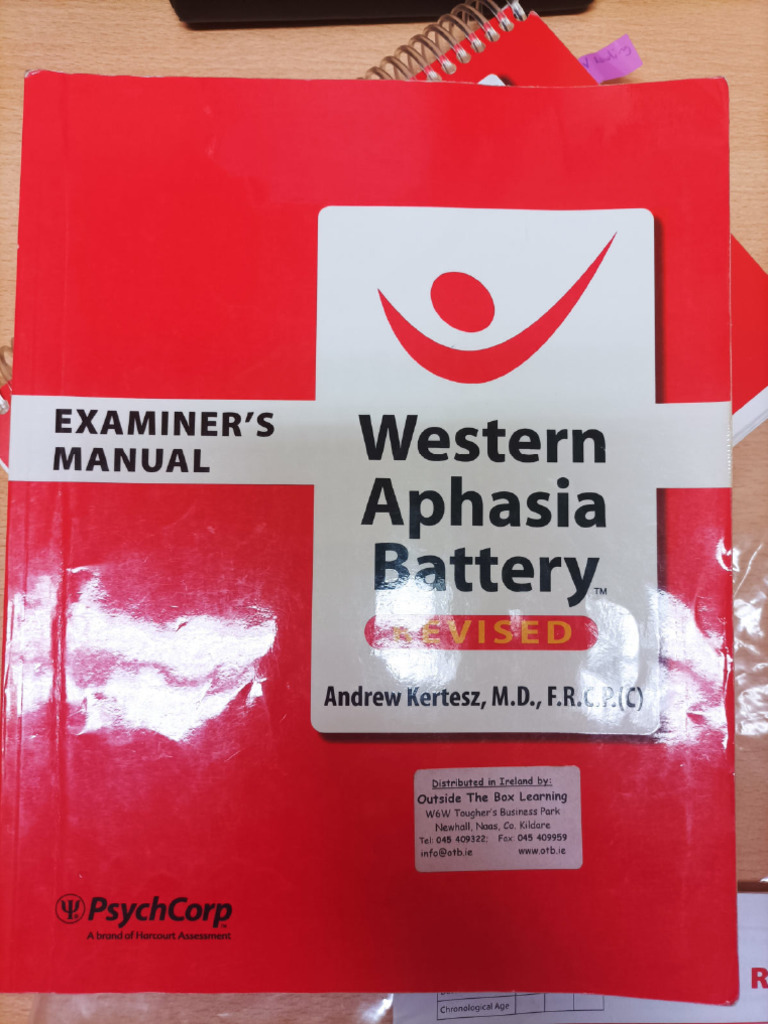 EXAMINER'S
MANUAL
Western
Aphasia
Battery™
REVISED
Andrew Kertesz, M.D., F.R.C.P.(C)
Distributed in Ireland by:
Outside The Box Learning
W6W Tougher's Business Park
Newhall, Naas, Co. Kildare
Tel: 045 409322; Fax: 045 409959
info@otb.ie www.otb.ie
PsychCorp™
A brand of Harcourt Assessment
Chronological Age
R